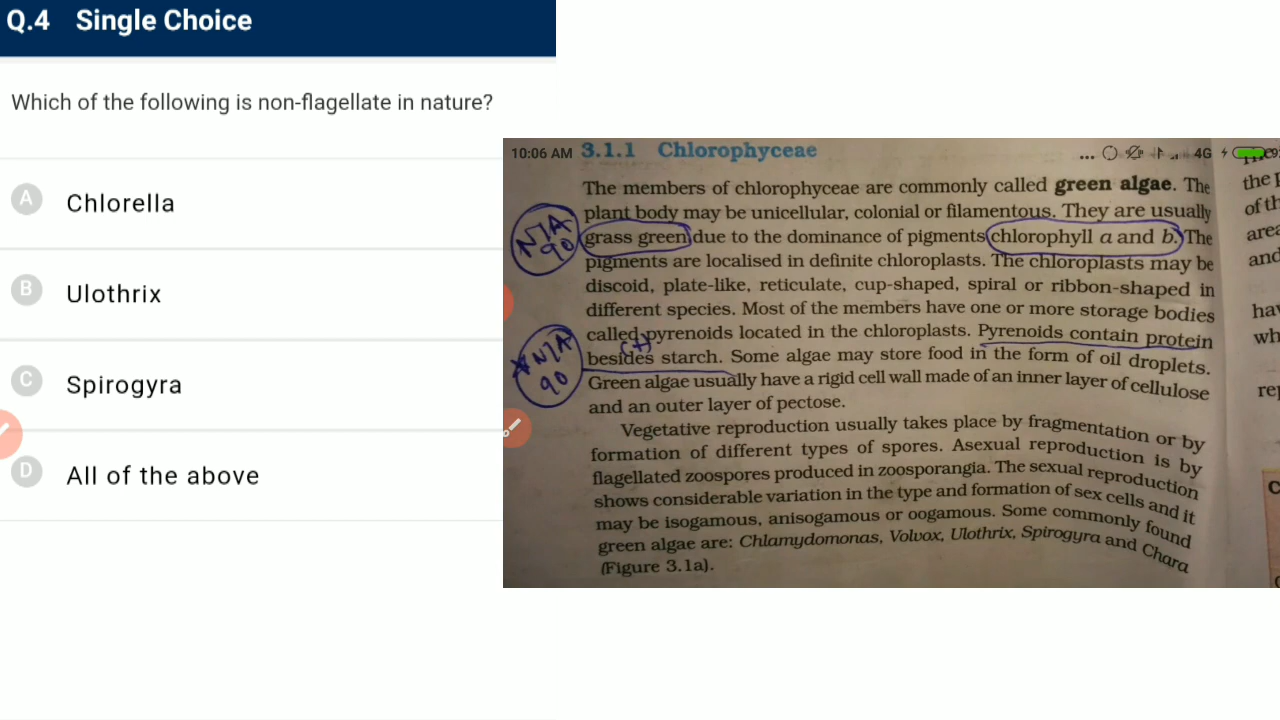 Q.4 Single Choice
Which of the following is non-flagellate in nature?
A Chlorella
B Ulothrix
C Spirogyra
D All of the above
10:06 AM 3.1.1 Chlorophyceae ... 4G
The members of chlorophyceae are commonly called green algae. The
plant body may be unicellular, colonial or filamentous. They are usually
grass green due to the dominance of pigments chlorophyll a and b. The
pigments are localised in definite chloroplasts. The chloroplasts may be
discoid, plate-like, reticulate, cup-shaped, spiral or ribbon-shaped in
different species. Most of the members have one or more storage bodies
called pyrenoids located in the chloroplasts. Pyrenoids contain protein
(+)
besides starch. Some algae may store food in the form of oil droplets.
Green algae usually have a rigid cell wall made of an inner layer of cellulose
and an outer layer of pectose.
Vegetative reproduction usually takes place by fragmentation or by
formation of different types of spores. Asexual reproduction is by
flagellated zoospores produced in zoosporangia. The sexual reproduction
shows considerable variation in the type and formation of sex cells and it
may be isogamous, anisogamous or oogamous. Some commonly found
green algae are: Chlamydomonas, Volvox, Ulothrix, Spirogyra and Chara
(Figure 3.1a).
NIA
90
NIA
90
the
of th
area
and